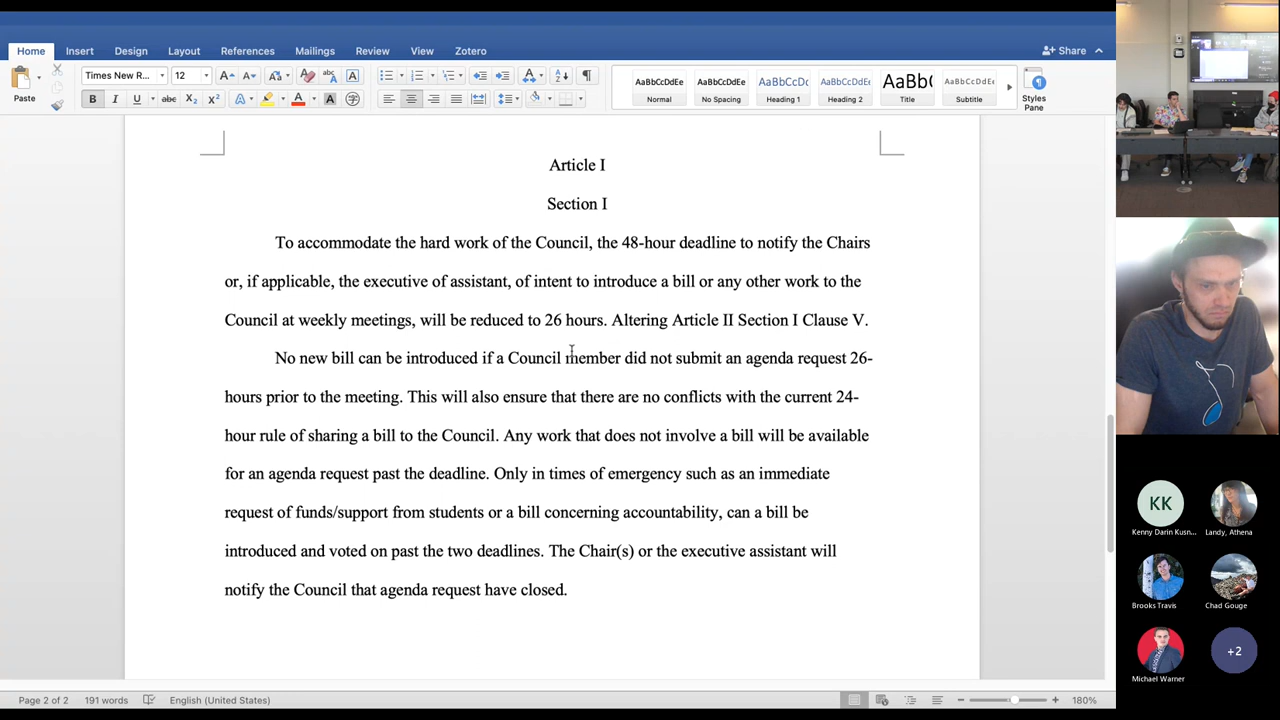 Home Insert Design Layout References Mailings Review View Zotero Share
Times New R... 12
Paste
AaBbCcDdEe AaBbCcDdEe AaBbCcDc AaBbCcDdEe AaBb( AaBbCcDdEe
Normal No Spacing Heading 1 Heading 2 Title Subtitle Styles Pane
Article I
Section I
To accommodate the hard work of the Council, the 48-hour deadline to notify the Chairs
or, if applicable, the executive of assistant, of intent to introduce a bill or any other work to the
Council at weekly meetings, will be reduced to 26 hours. Altering Article II Section I Clause V.
No new bill can be introduced if a Council member did not submit an agenda request 26-
hours prior to the meeting. This will also ensure that there are no conflicts with the current 24-
hour rule of sharing a bill to the Council. Any work that does not involve a bill will be available
for an agenda request past the deadline. Only in times of emergency such as an immediate
request of funds/support from students or a bill concerning accountability, can a bill be
introduced and voted on past the two deadlines. The Chair(s) or the executive assistant will
notify the Council that agenda request have closed.
Page 2 of 2 191 words English (United States) 180%
KK
Kenny Darin Kusn... Landy, Athena
Brooks Travis Chad Gouge
Michael Warner +2